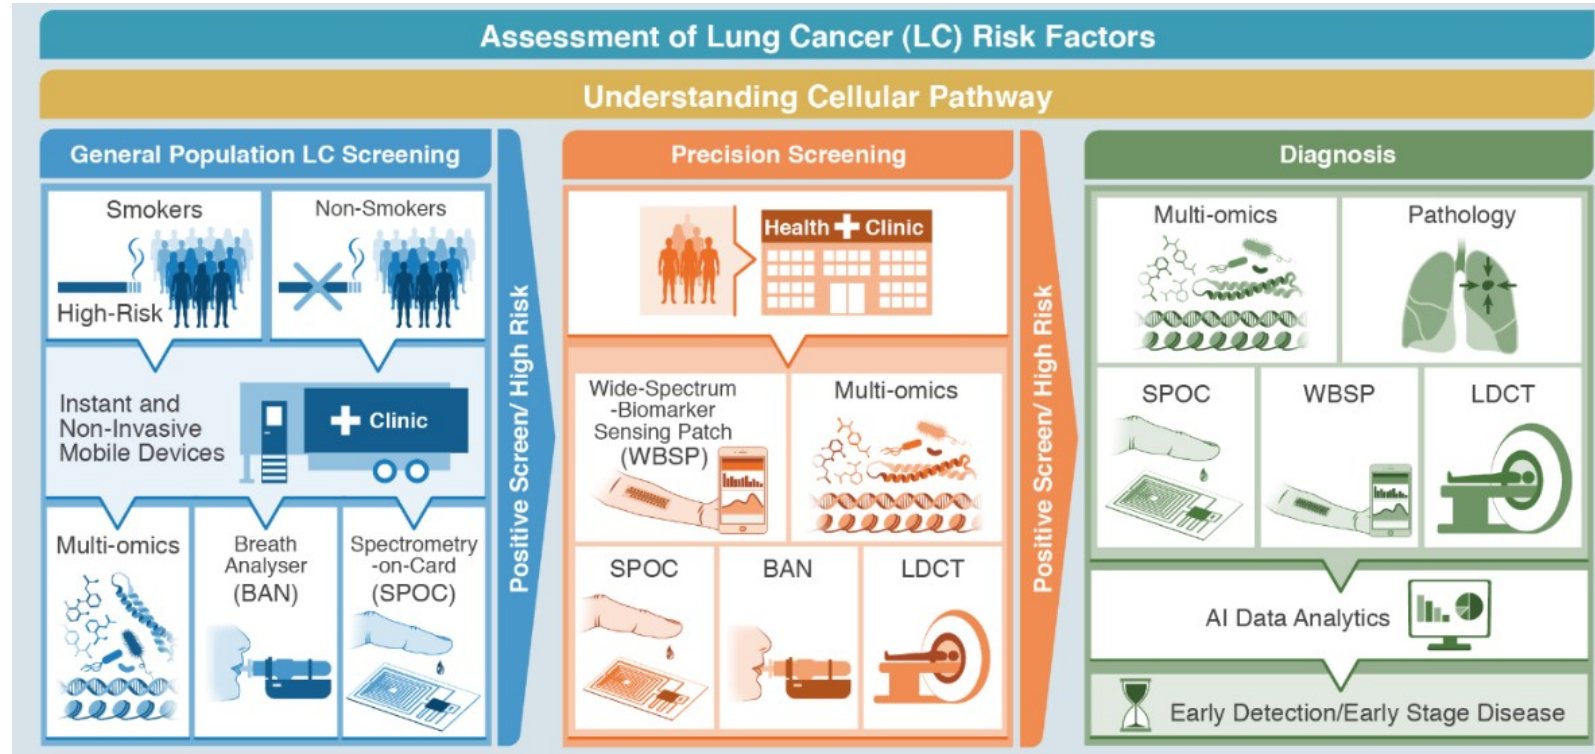 Assessment of Lung Cancer (LC) Risk Factors
Understanding Cellular Pathway
General Population LC Screening
Smokers
High-Risk
Non-Smokers
Instant and
Non-Invasive
Mobile Devices
Clinic
Multi-omics
Breath
Analyser
(BAN)
Spectrometry
-on-Card
(SPOC)
Positive Screen/ High Risk
Precision Screening
Health Clinic
Wide-Spectrum
-Biomarker
Sensing Patch
(WBSP)
Multi-omics
SPOC
BAN
LDCT
Positive Screen/ High Risk
Diagnosis
Multi-omics
Pathology
SPOC
WBSP
LDCT
AI Data Analytics
Early Detection/Early Stage Disease